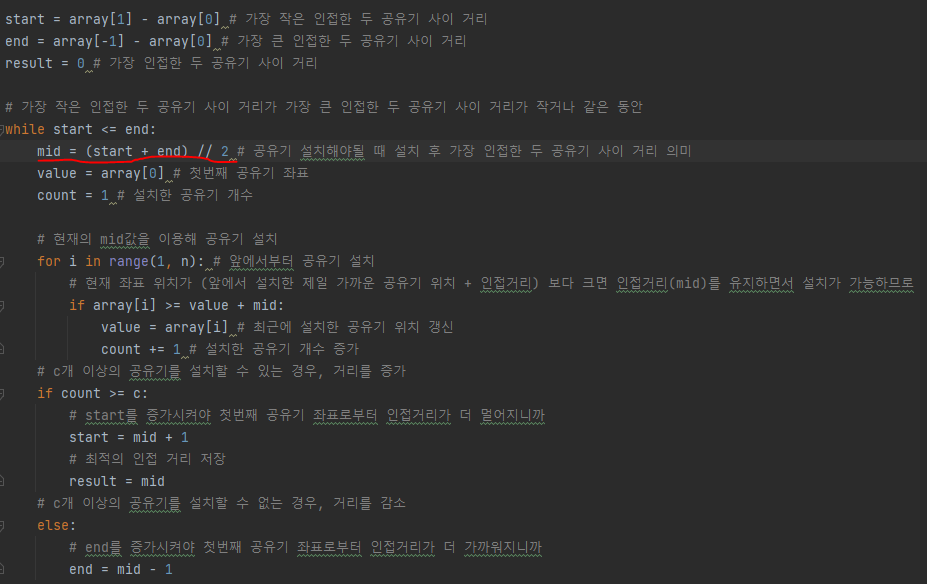 start = array[1] - array[0] # 가장 작은 인접한 두 공유기 사이 거리
end = array[-1] - array[0] # 가장 큰 인접한 두 공유기 사이 거리
result = 0 # 가장 인접한 두 공유기 사이 거리
# 가장 작은 인접한 두 공유기 사이 거리가 가장 큰 인접한 두 공유기 사이 거리가 작거나 같은 동안
while start <= end:
mid = (start + end) // 2 # 공유기 설치해야될 때 설치 후 가장 인접한 두 공유기 사이 거리 의미
value = array[0] # 첫번째 공유기 좌표
count = 1 # 설치한 공유기 개수
# 현재의 mid값을 이용해 공유기 설치
for i in range(1, n): # 앞에서부터 공유기 설치
# 현재 좌표 위치가 (앞에서 설치한 제일 가까운 공유기 위치 + 인접거리) 보다 크면 인접거리(mid)를 유지하면서 설치가 가능하므로
if array[i] >= value + mid:
value = array[i] # 최근에 설치한 공유기 위치 갱신
count += 1 # 설치한 공유기 개수 증가
# c개 이상의 공유기를 설치할 수 있는 경우, 거리를 증가
if count >= c:
# start를 증가시켜야 첫번째 공유기 좌표로부터 인접거리가 더 멀어지니까
start = mid + 1
# 최적의 인접 거리 저장
result = mid
# c개 이상의 공유기를 설치할 수 없는 경우, 거리를 감소
else:
# end를 증가시켜야 첫번째 공유기 좌표로부터 인접거리가 더 가까워지니까
end = mid - 1